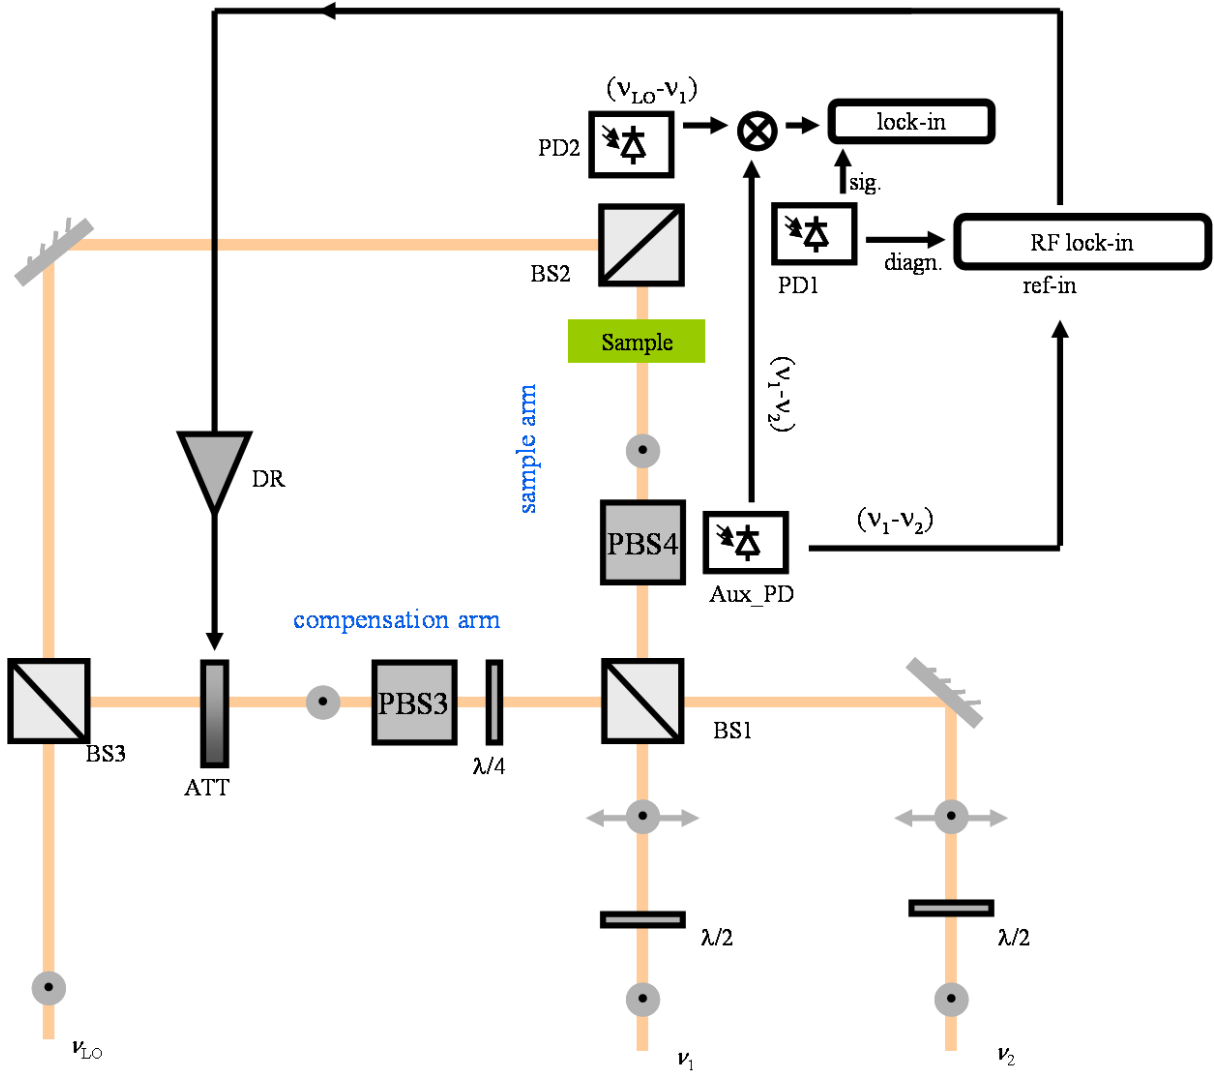 (νLO-ν1)
lock-in
PD2
sig.
RF lock-in
BS2
PD1
diagn.
ref-in
Sample
(ν1-ν2)
sample arm
DR
(ν1-ν2)
PBS4
Aux_PD
compensation arm
PBS3
BS1
BS3
λ/4
ATT
λ/2
λ/2
νLO
ν1
ν2